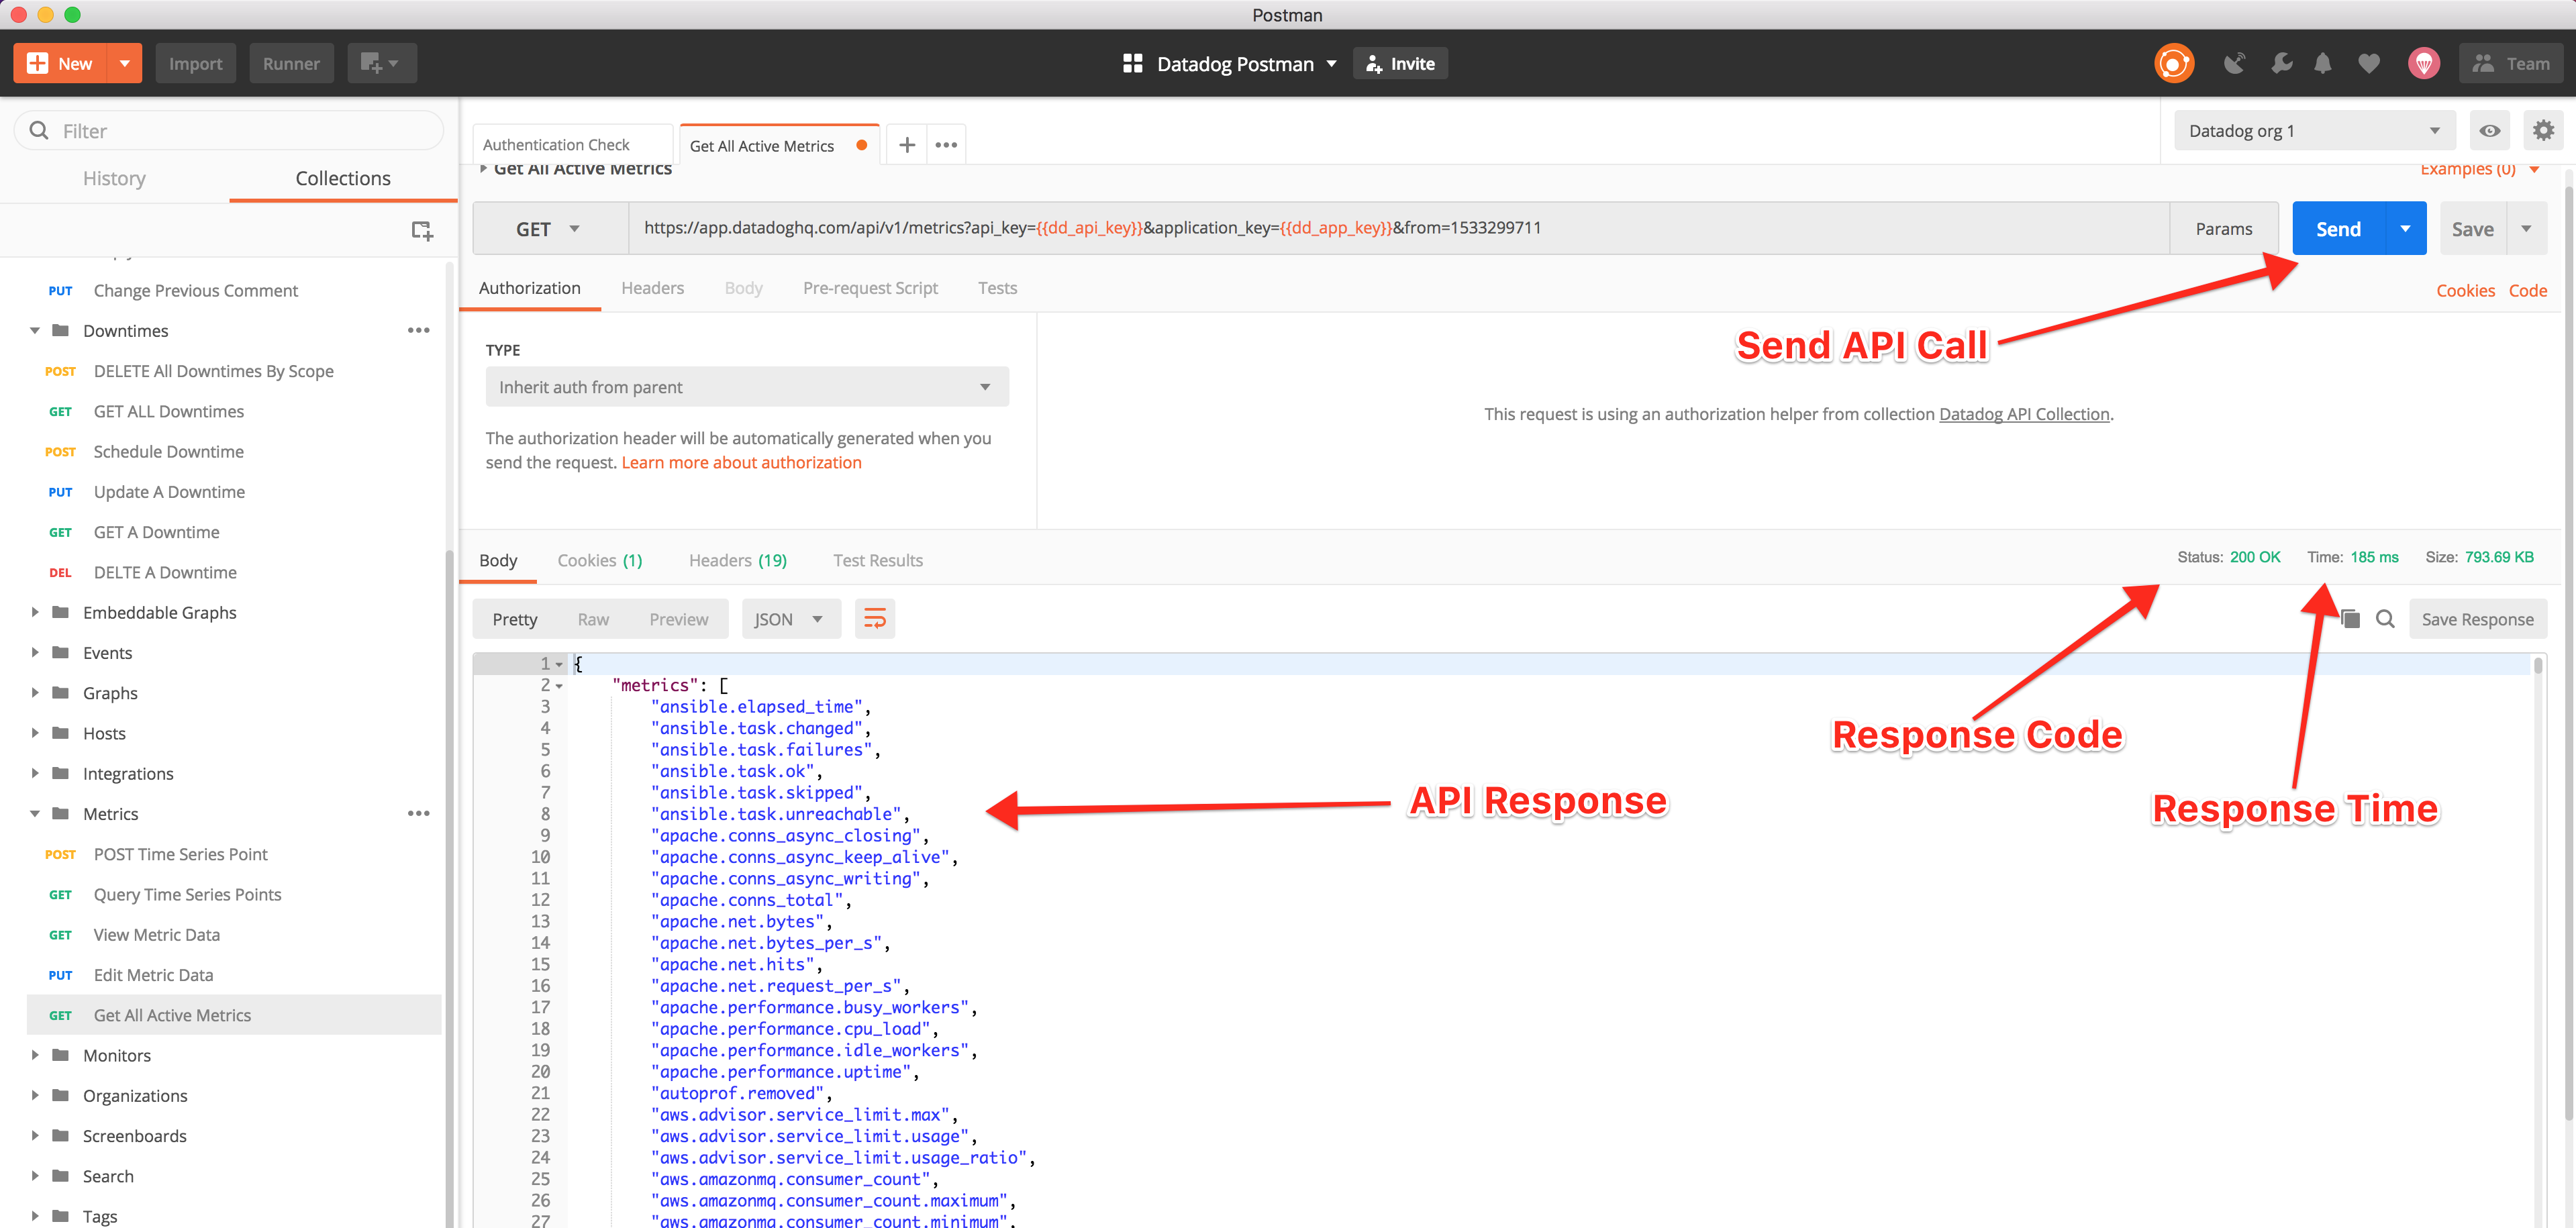 Postman
New
Import
Runner
Datadog Postman
Invite
Team
Filter
History
Collections
PUT Change Previous Comment
Downtimes
POST DELETE All Downtimes By Scope
GET GET ALL Downtimes
POST Schedule Downtime
PUT Update A Downtime
GET GET A Downtime
DEL DELTE A Downtime
Embeddable Graphs
Events
Graphs
Hosts
Integrations
Metrics
POST POST Time Series Point
GET Query Time Series Points
GET View Metric Data
PUT Edit Metric Data
GET Get All Active Metrics
Monitors
Organizations
Screenboards
Search
Tags
Authentication Check
Get All Active Metrics
Datadog org 1
Get All Active Metrics
Examples (0)
GET
https://app.datadoghq.com/api/v1/metrics?api_key={{dd_api_key}}&application_key={{dd_app_key}}&from=1533299711
Params
Send
Save
Authorization
Headers
Body
Pre-request Script
Tests
Cookies
Code
Send API Call
TYPE
Inherit auth from parent
The authorization header will be automatically generated when you
send the request. Learn more about authorization
This request is using an authorization helper from collection Datadog API Collection.
Body
Cookies (1)
Headers (19)
Test Results
Status: 200 OK
Time: 185 ms
Size: 793.69 KB
Pretty
Raw
Preview
JSON
Save Response
Response Code
Response Time
API Response
1 {
2 "metrics": [
3 "ansible.elapsed_time",
4 "ansible.task.changed",
5 "ansible.task.failures",
6 "ansible.task.ok",
7 "ansible.task.skipped",
8 "ansible.task.unreachable",
9 "apache.conns_async_closing",
10 "apache.conns_async_keep_alive",
11 "apache.conns_async_writing",
12 "apache.conns_total",
13 "apache.net.bytes",
14 "apache.net.bytes_per_s",
15 "apache.net.hits",
16 "apache.net.request_per_s",
17 "apache.performance.busy_workers",
18 "apache.performance.cpu_load",
19 "apache.performance.idle_workers",
20 "apache.performance.uptime",
21 "autoprof.removed",
22 "aws.advisor.service_limit.max",
23 "aws.advisor.service_limit.usage",
24 "aws.advisor.service_limit.usage_ratio",
25 "aws.amazonmq.consumer_count",
26 "aws.amazonmq.consumer_count.maximum",
27 "aws.amazonmq.consumer_count.minimum",